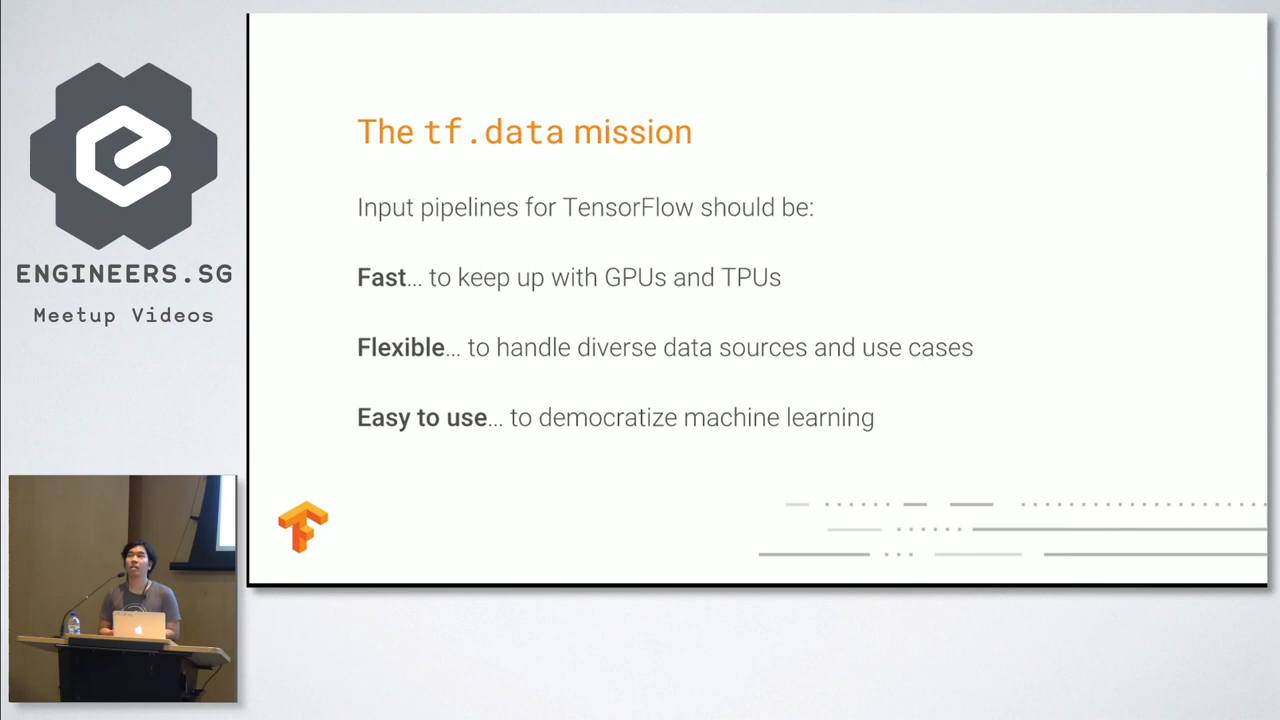 ENGINEERS.SG
Meetup Videos
The tf.data mission
Input pipelines for TensorFlow should be:
Fast... to keep up with GPUs and TPUs
Flexible... to handle diverse data sources and use cases
Easy to use... to democratize machine learning